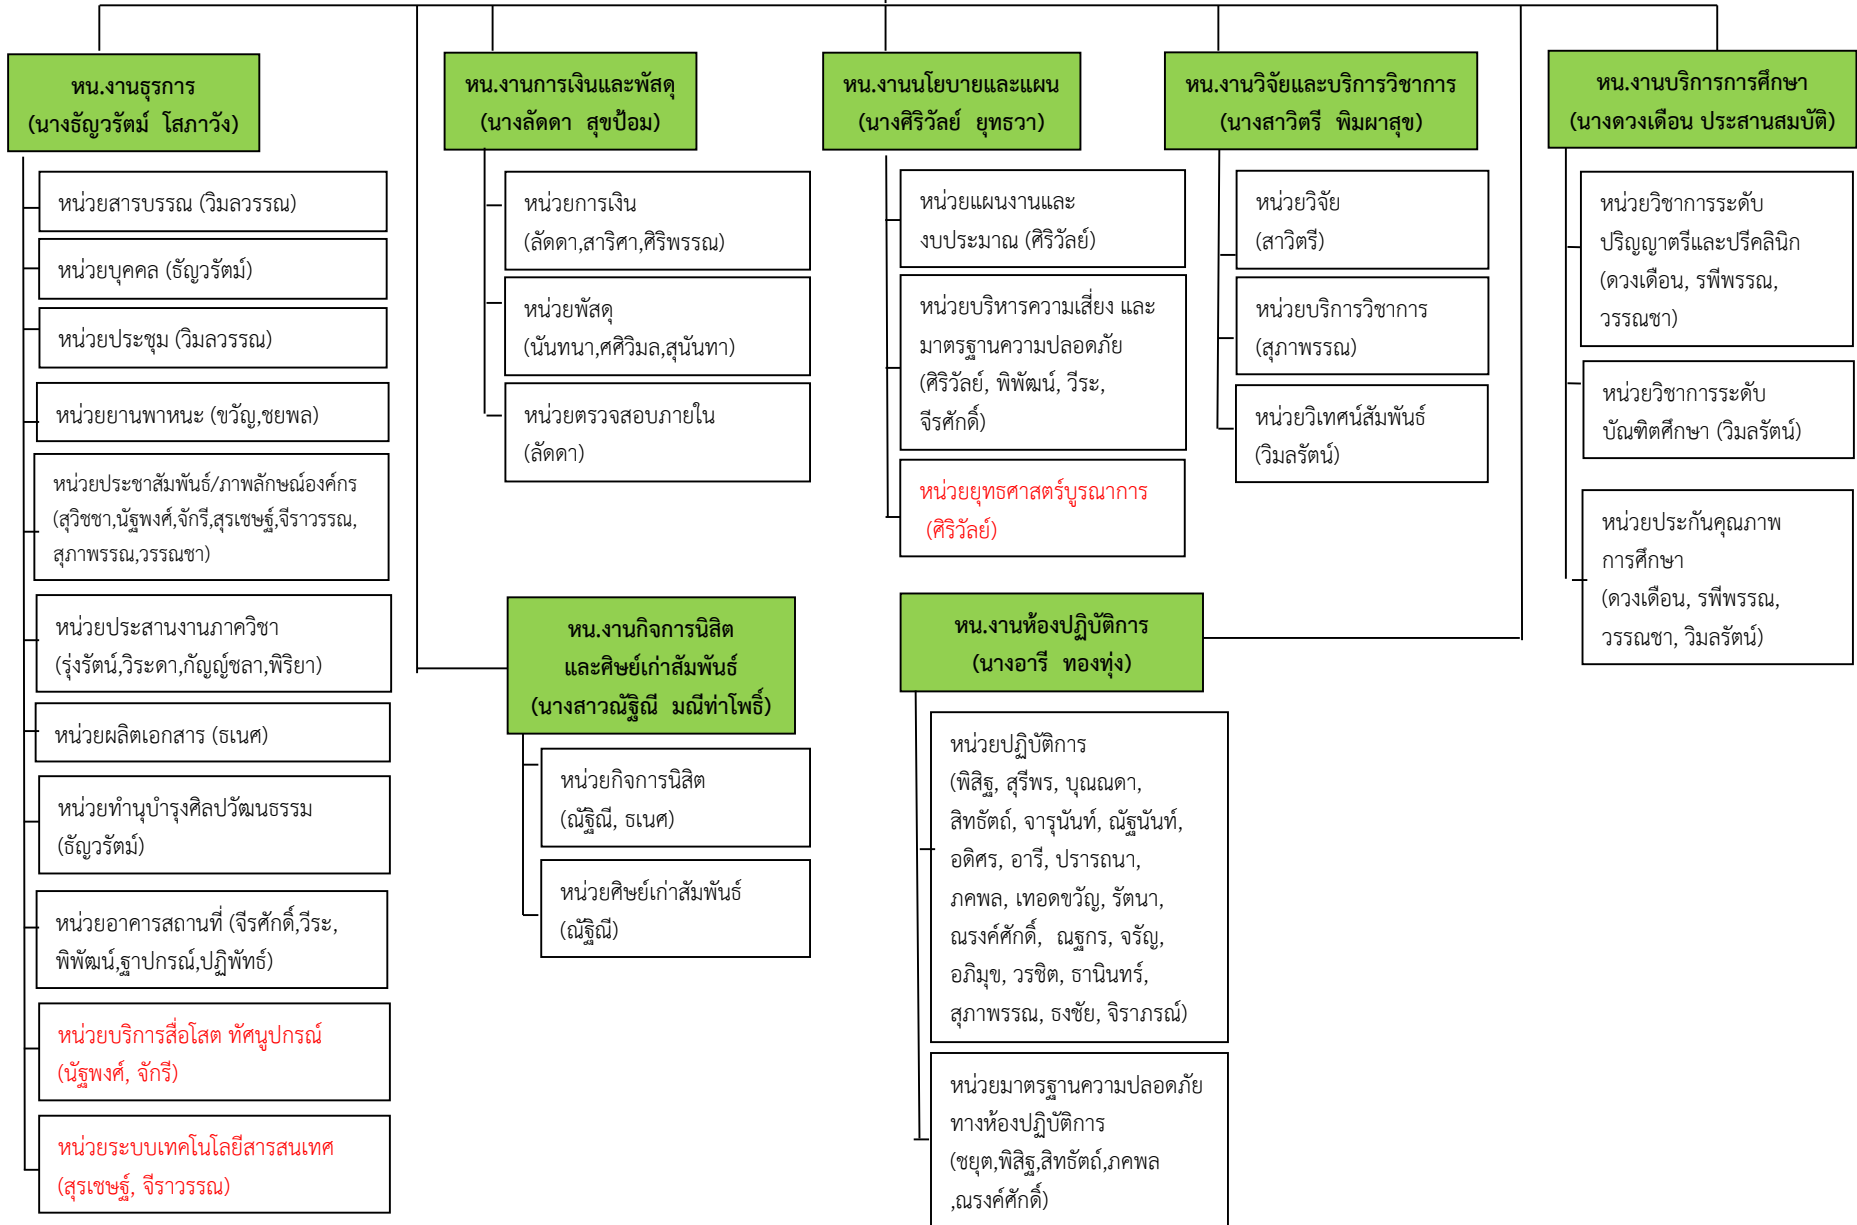 หน.งานธุรการ
(นางธัญวรัตม์ โสภาวัง)
หน่วยสารบรรณ (วิมลวรรณ)
หน่วยบุคคล (ธัญวรัตม์)
หน่วยประชุม (วิมลวรรณ)
หน่วยยานพาหนะ (ขวัญ,ชยพล)
หน่วยประชาสัมพันธ์/ภาพลักษณ์องค์กร
(สุวิชชา,นัฐพงศ์,จักรี,สุรเชษฐ์,จีราวรรณ,
สุภาพรรณ,วรรณชา)
หน่วยประสานงานภาควิชา
(รุ่งรัตน์,วิระดา,กัญญ์ชลา,พิริยา)
หน่วยผลิตเอกสาร (ธเนศ)
หน่วยทำนุบำรุงศิลปวัฒนธรรม
(ธัญวรัตม์)
หน่วยอาคารสถานที่ (จีรศักดิ์,วีระ,
พิพัฒน์,ฐาปกรณ์,ปฏิพัทธ์)
หน่วยบริการสื่อโสต ทัศนูปกรณ์
(นัฐพงศ์, จักรี)
หน่วยระบบเทคโนโลยีสารสนเทศ
(สุรเชษฐ์, จีราวรรณ)
หน.งานการเงินและพัสดุ
(นางลัดดา สุขป้อม)
หน่วยการเงิน
(ลัดดา,สาริศา,ศิริพรรณ)
หน่วยพัสดุ
(นันทนา,ศศิวิมล,สุนันทา)
หน่วยตรวจสอบภายใน
(ลัดดา)
หน.งานกิจการนิสิต
และศิษย์เก่าสัมพันธ์
(นางสาวณัฐิณี มณีท่าโพธิ์)
หน่วยกิจการนิสิต
(ณัฐิณี, ธเนศ)
หน่วยศิษย์เก่าสัมพันธ์
(ณัฐิณี)
หน.งานนโยบายและแผน
(นางศิริวัลย์ ยุทธวา)
หน่วยแผนงานและ
งบประมาณ (ศิริวัลย์)
หน่วยบริหารความเสี่ยง และ
มาตรฐานความปลอดภัย
(ศิริวัลย์, พิพัฒน์, วีระ,
จีรศักดิ์)
หน่วยยุทธศาสตร์บูรณาการ
(ศิริวัลย์)
หน.งานวิจัยและบริการวิชาการ
(นางสาวิตรี พิมผาสุข)
หน่วยวิจัย
(สาวิตรี)
หน่วยบริการวิชาการ
(สุภาพรรณ)
หน่วยวิเทศน์สัมพันธ์
(วิมลรัตน์)
หน.งานห้องปฏิบัติการ
(นางอารี ทองทุ่ง)
หน่วยปฏิบัติการ
(พิสิฐ, สุรีพร, บุณณดา,
สิทธัตถ์, จารุนันท์, ณัฐนันท์,
อดิศร, อารี, ปรารถนา,
ภคพล, เทอดขวัญ, รัตนา,
ณรงค์ศักดิ์, ณฐกร, จรัญ,
อภิมุข, วรชิต, ธานินทร์,
สุภาพรรณ, ธงชัย, จิราภรณ์)
หน่วยมาตรฐานความปลอดภัย
ทางห้องปฏิบัติการ
(ชยุต,พิสิฐ,สิทธัตถ์,ภคพล
,ณรงค์ศักดิ์)
หน.งานบริการการศึกษา
(นางดวงเดือน ประสานสมบัติ)
หน่วยวิชาการระดับ
ปริญญาตรีและปรีคลินิก
(ดวงเดือน, รพีพรรณ,
วรรณชา)
หน่วยวิชาการระดับ
บัณฑิตศึกษา (วิมลรัตน์)
หน่วยประกันคุณภาพ
การศึกษา
(ดวงเดือน, รพีพรรณ,
วรรณชา, วิมลรัตน์)